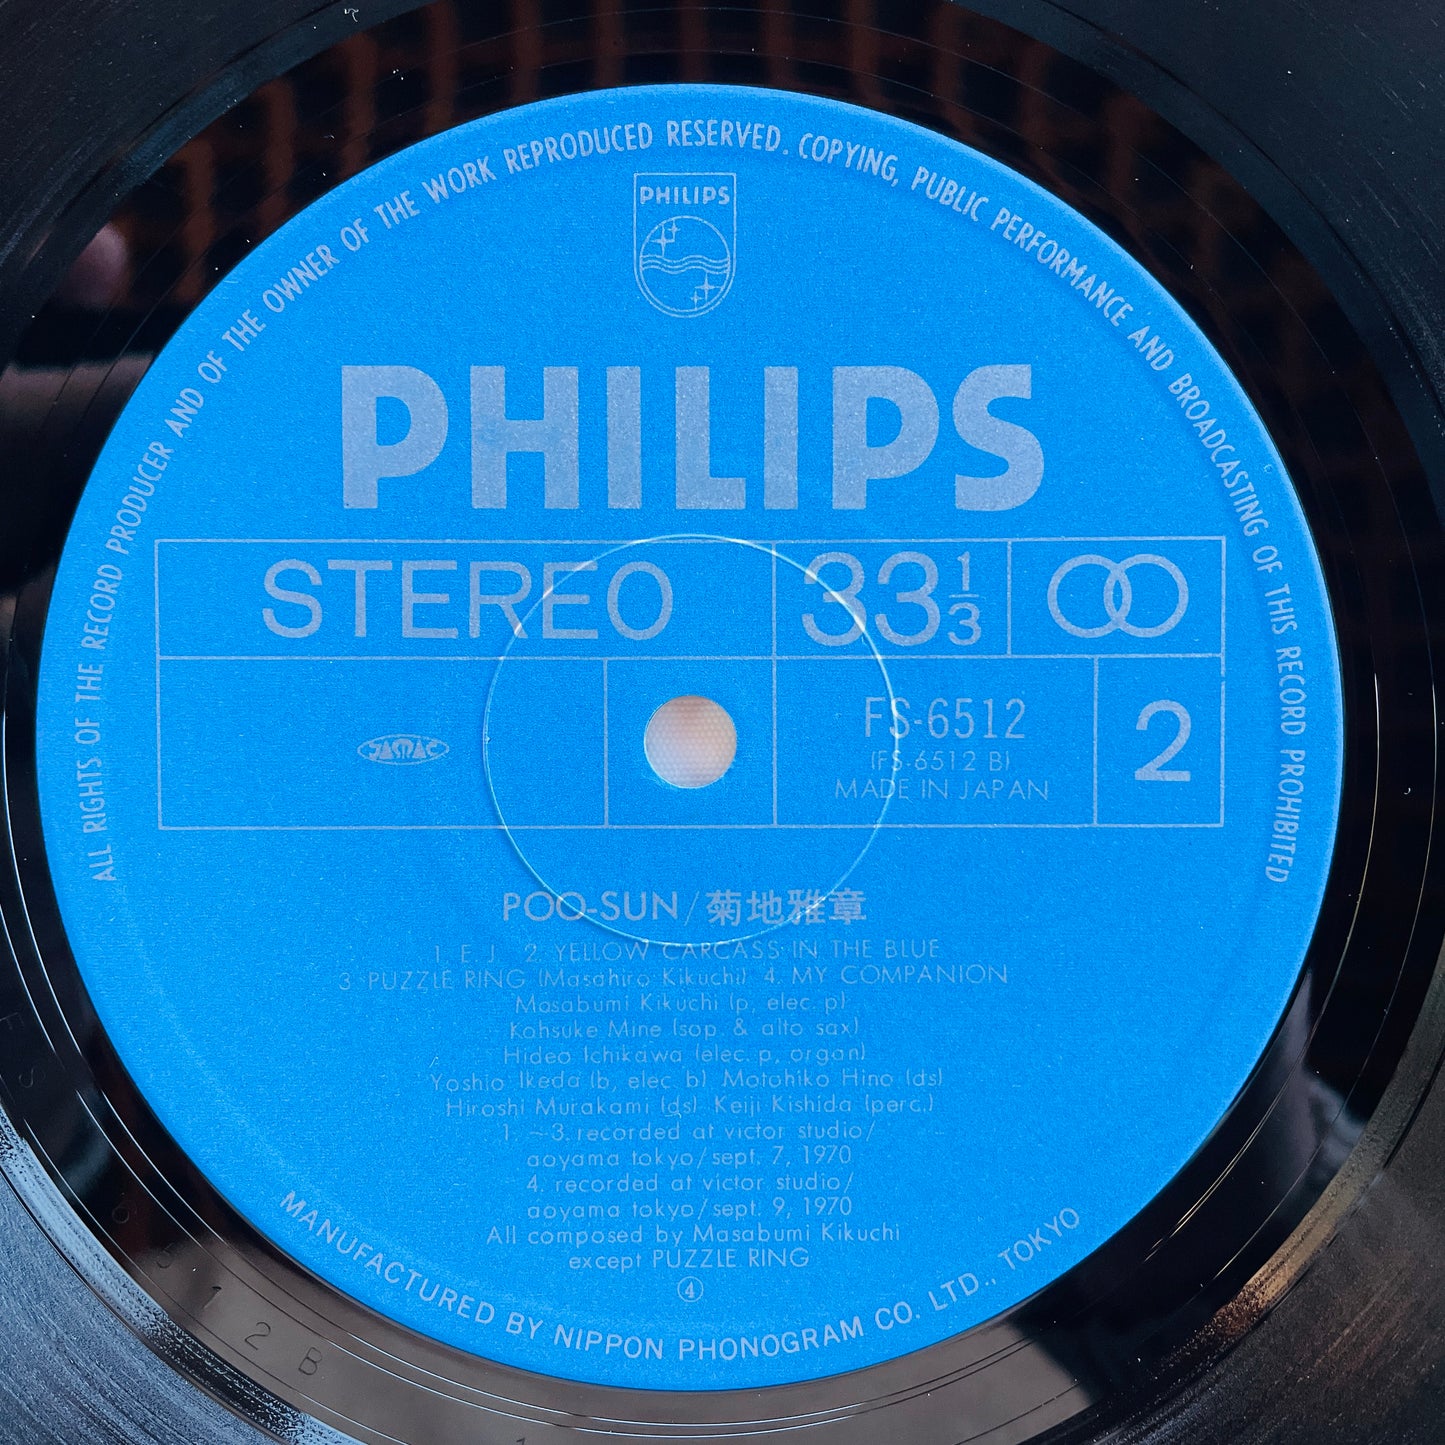 ALL RIGHTS OF THE RECORD PRODUCER AND OF THE OWNER OF THE WORK REPRODUCED RESERVED. COPYING, PUBLIC PERFORMANCE AND BROADCASTING OF THIS RECORD PROHIBITED
PHILIPS
PHILIPS
STEREO
33 1/3
JASRAC
FS-6512
(FS-6512 B)
MADE IN JAPAN
2
POO-SUN/菊地雅章
1. E.J. 2. YELLOW CARCASS IN THE BLUE
3. PUZZLE RING (Masahiro Kikuchi) 4. MY COMPANION
Masabumi Kikuchi (p, elec. p)
Kohsuke Mine (sop. & alto sax)
Hideo Ichikawa (elec. p, organ)
Yoshio Ikeda (b, elec. b) Motohiko Hino (ds)
Hiroshi Murakami (ds) Keiji Kishida (perc.)
1. ~3. recorded at victor studio/
aoyama tokyo/sept. 7, 1970
4. recorded at victor studio/
aoyama tokyo/sept. 9, 1970
All composed by Masabumi Kikuchi
except PUZZLE RING
④
MANUFACTURED BY NIPPON PHONOGRAM CO. LTD., TOKYO
FS 6512B